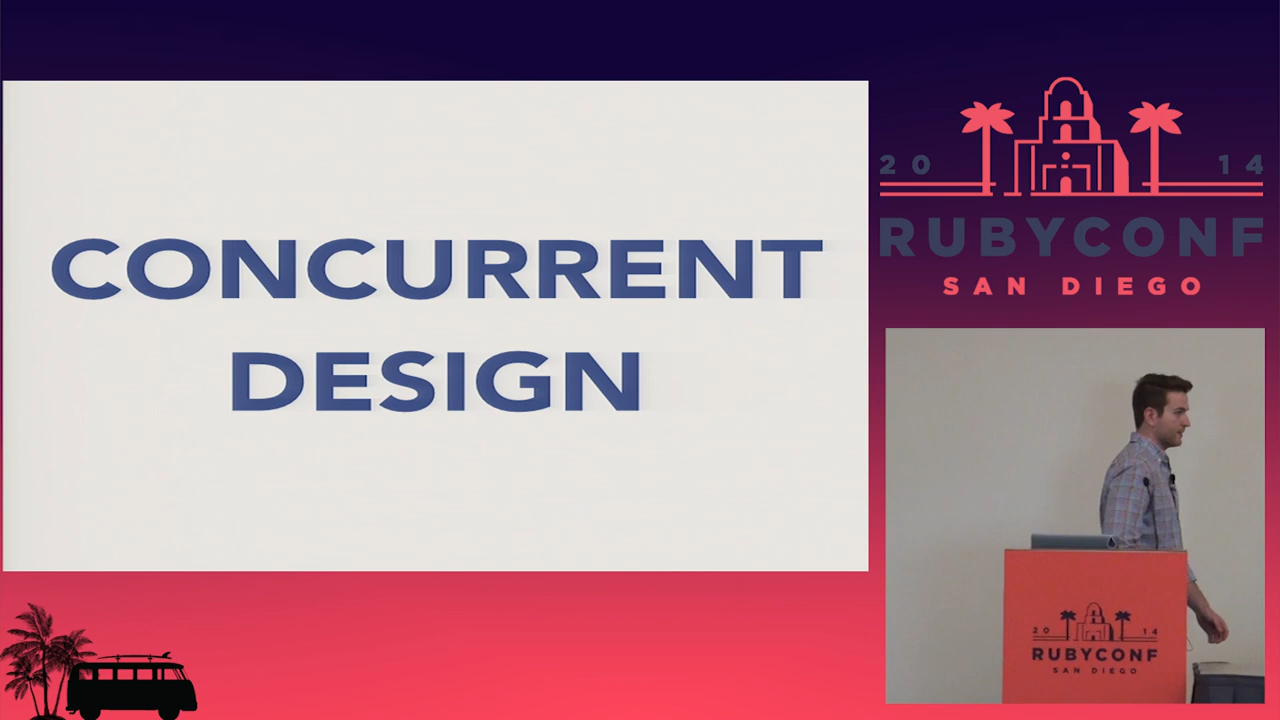 CONCURRENT
DESIGN
20 14
RUBYCONF
SAN DIEGO
20 14
RUBYCONF
SAN DIEGO